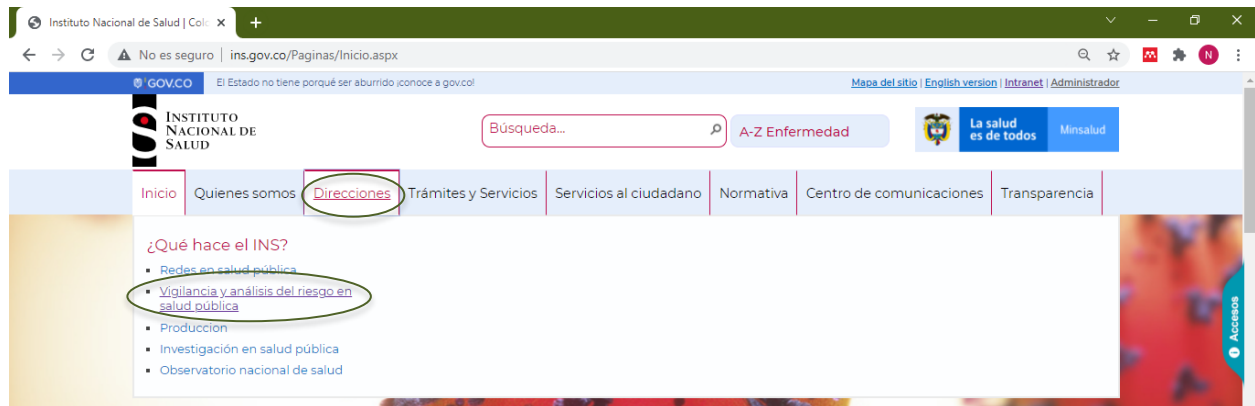 Instituto Nacional de Salud | Colo
No es seguro | ins.gov.co/Paginas/Inicio.aspx
N
GOV.CO El Estado no tiene porqué ser aburrido ¡conoce a gov.co!
Mapa del sitio | English version | Intranet | Administrador
INSTITUTO
NACIONAL DE
SALUD
Búsqueda...
A-Z Enfermedad
La salud
es de todos
Minsalud
Inicio Quienes somos Direcciones Trámites y Servicios Servicios al ciudadano Normativa Centro de comunicaciones Transparencia
¿Qué hace el INS?
Redes en salud pública
Vigilancia y análisis del riesgo en
salud pública
Produccion
Investigación en salud pública
Observatorio nacional de salud
Accesos